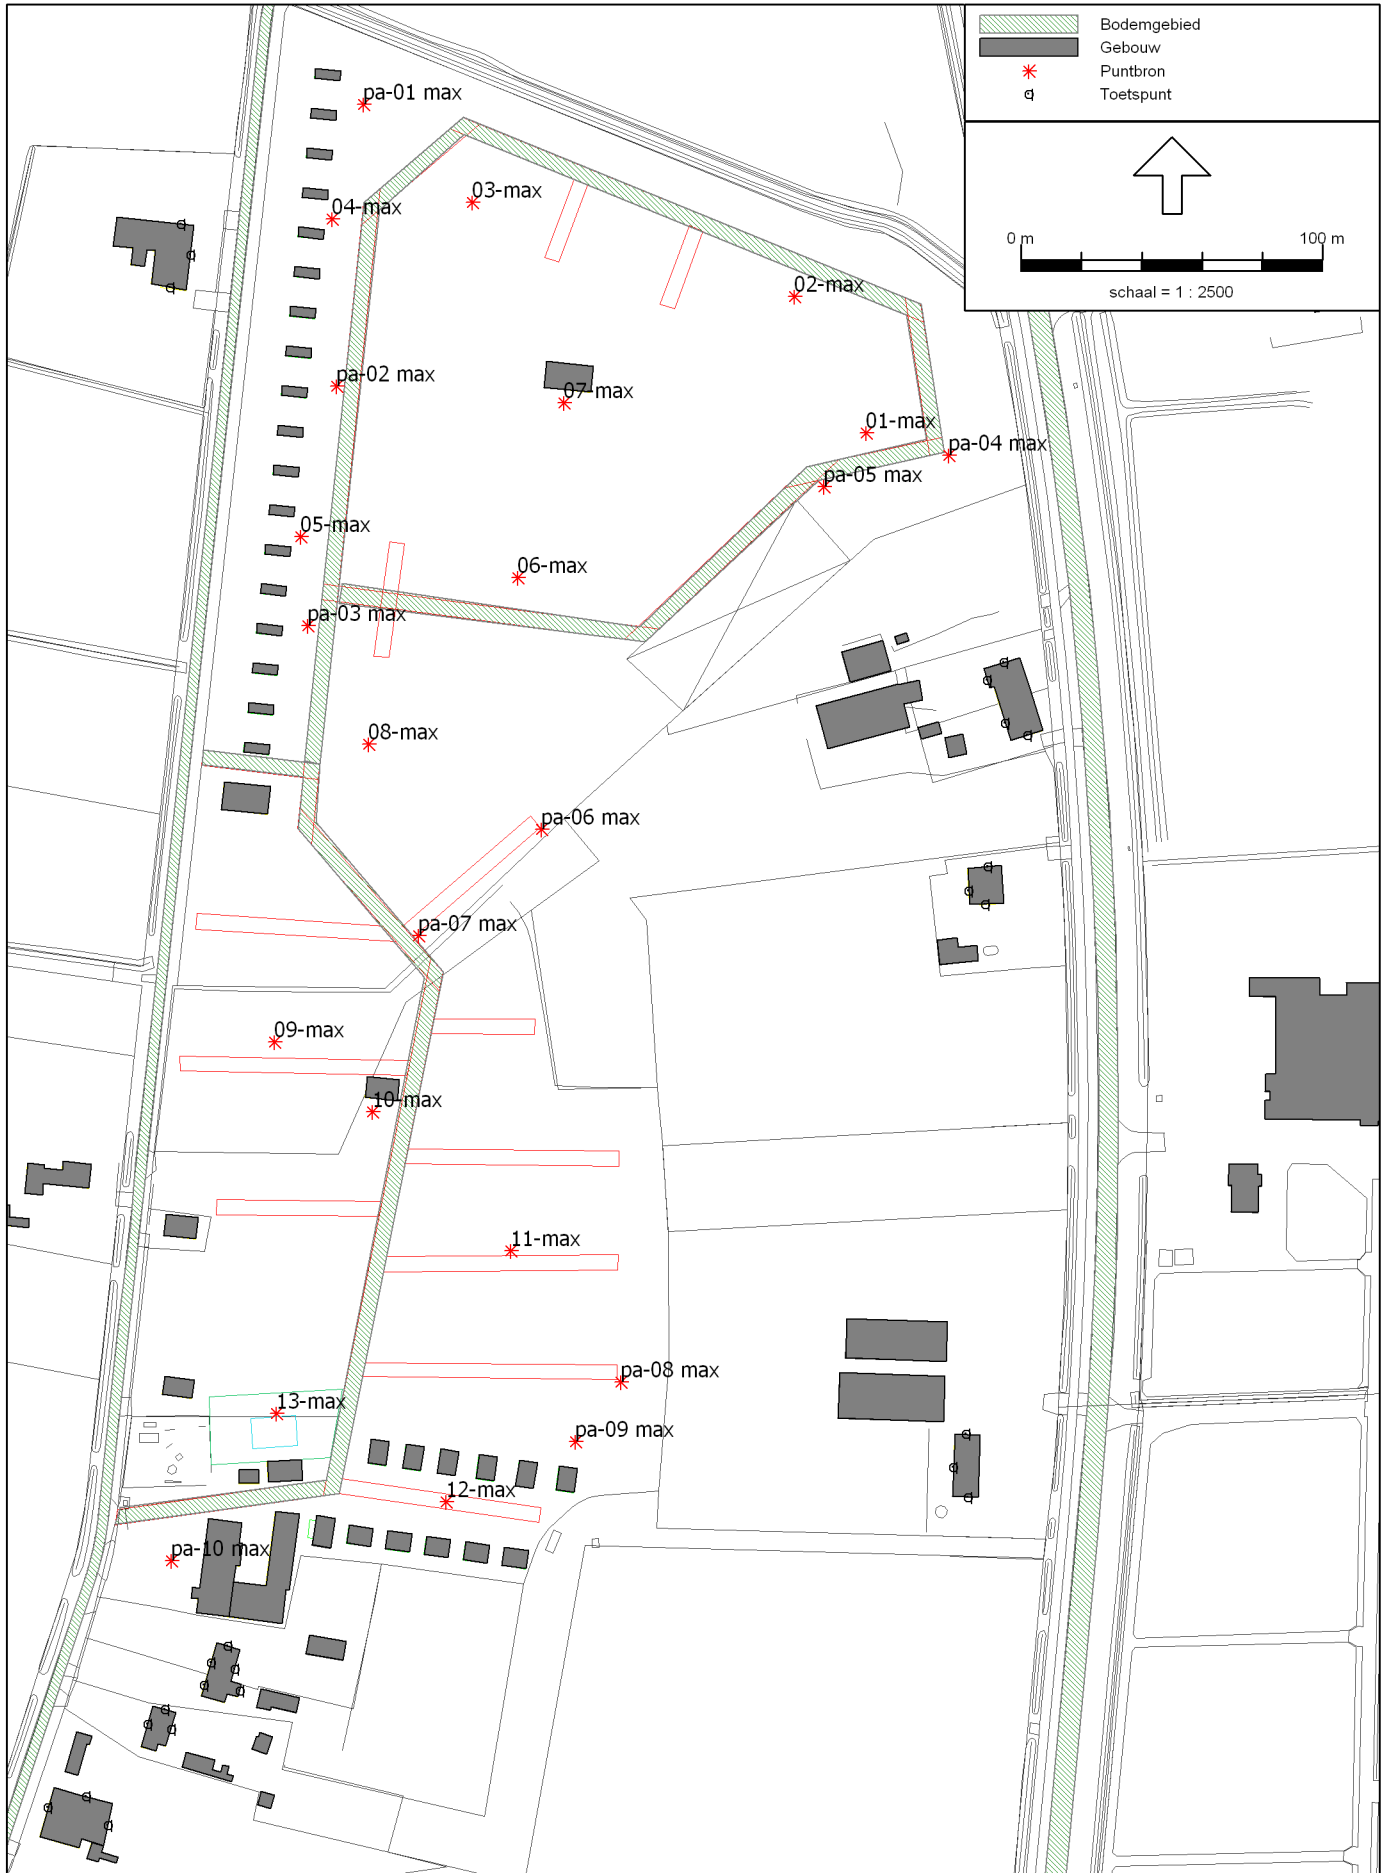 Bodemgebied
Gebouw
Puntbron
Toetspunt
0 m 100 m
schaal = 1 : 2500
pa-01 max
03-max
04-max
02-max
pa-02 max
07-max
01-max
pa-04 max
pa-05 max
05-max
06-max
pa-03 max
08-max
pa-06 max
pa-07 max
09-max
10-max
11-max
pa-08 max
13-max
pa-09 max
12-max
pa-10 max